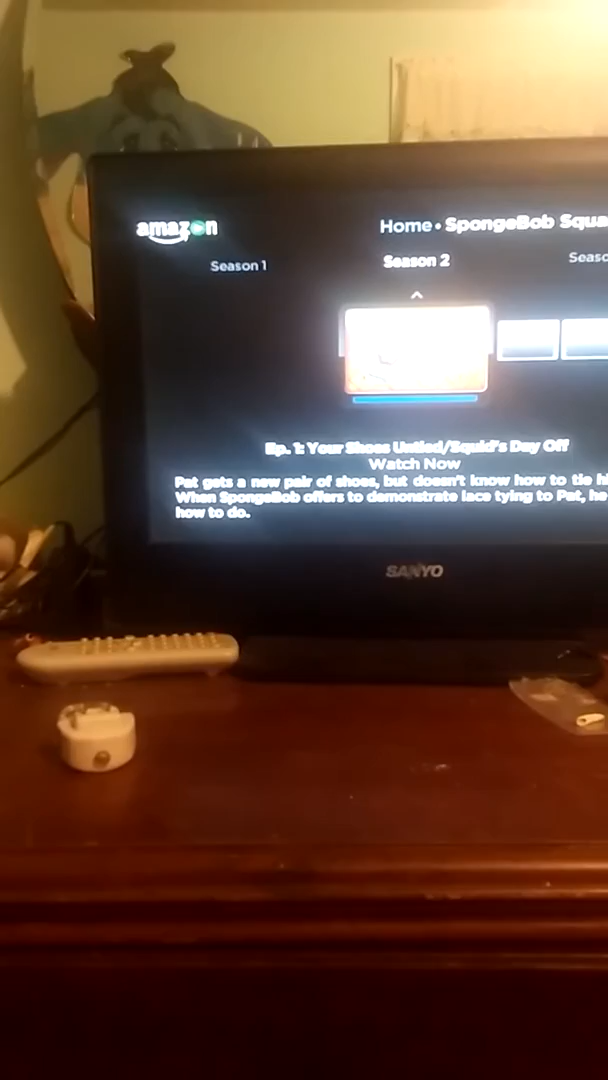 amazon
Home • SpongeBob Squa
Season 1 Season 2 Seaso
Ep. 1: Your Shoes Untied/Squid's Day Off
Watch Now
Pat gets a new pair of shoes, but doesn't know how to tie hi
When SpongeBob offers to demonstrate lace tying to Pat, he
how to do.
SANYO